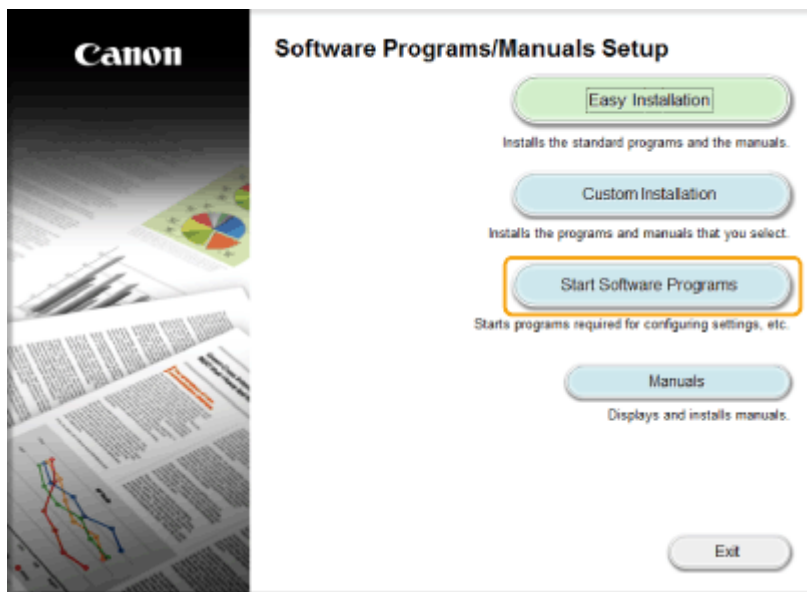 Canon
Software Programs/Manuals Setup
Easy Installation
Installs the standard programs and the manuals.
Custom Installation
Installs the programs and manuals that you select.
Start Software Programs
Starts programs required for configuring settings, etc.
Manuals
Displays and installs manuals.
Exit